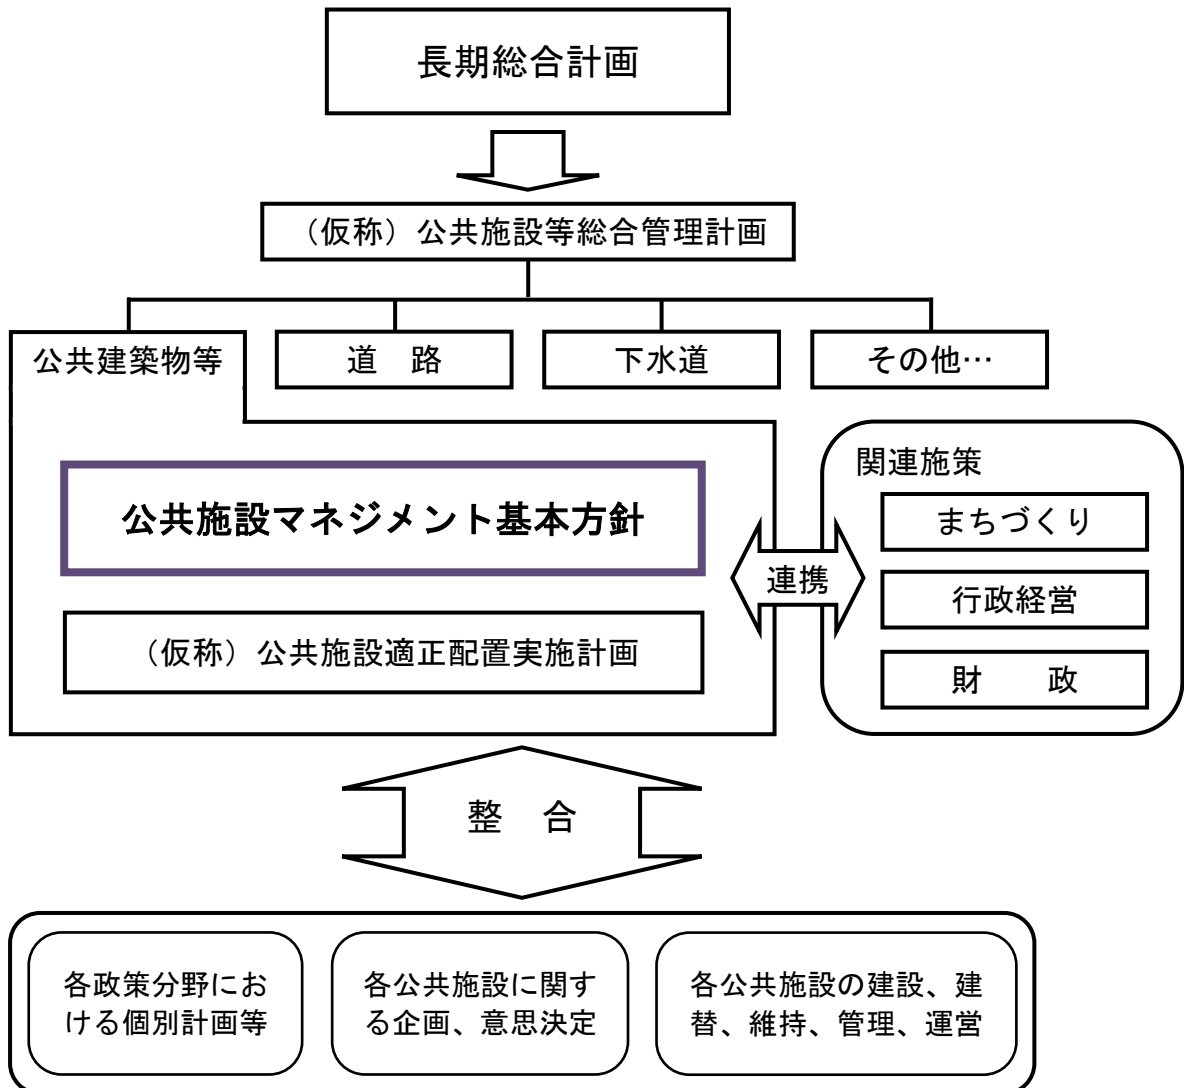 長期総合計画
（仮称）公共施設等総合管理計画
公共建築物等
道　路
下水道
その他…
公共施設マネジメント基本方針
（仮称）公共施設適正配置実施計画
連携
関連施策
まちづくり
行政経営
財　　政
整　合
各政策分野にお
ける個別計画等
各公共施設に関す
る企画、意思決定
各公共施設の建設、建
替、維持、管理、運営